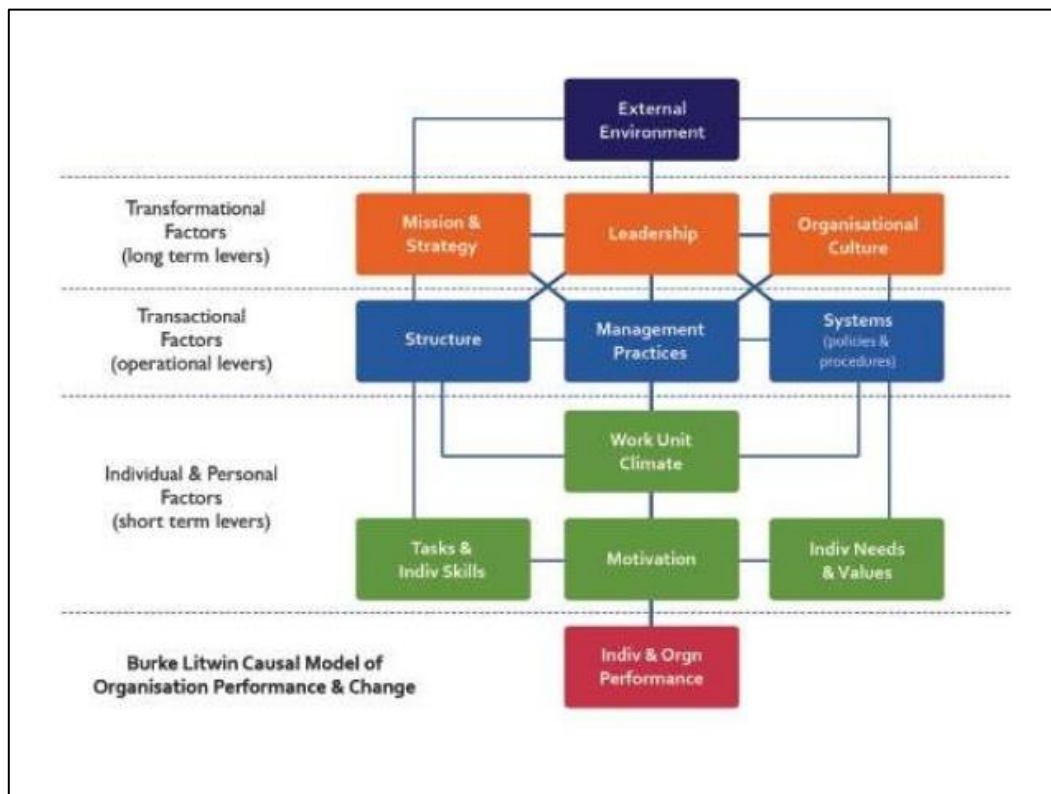 External
Environment
Transformational
Factors
(long term levers)
Mission &
Strategy
Leadership
Organisational
Culture
Transactional
Factors
(operational levers)
Structure
Management
Practices
Systems
(policies &
procedures)
Individual & Personal
Factors
(short term levers)
Work Unit
Climate
Tasks &
Indiv Skills
Motivation
Indiv Needs
& Values
Burke Litwin Causal Model of
Organisation Performance & Change
Indiv & Orgn
Performance